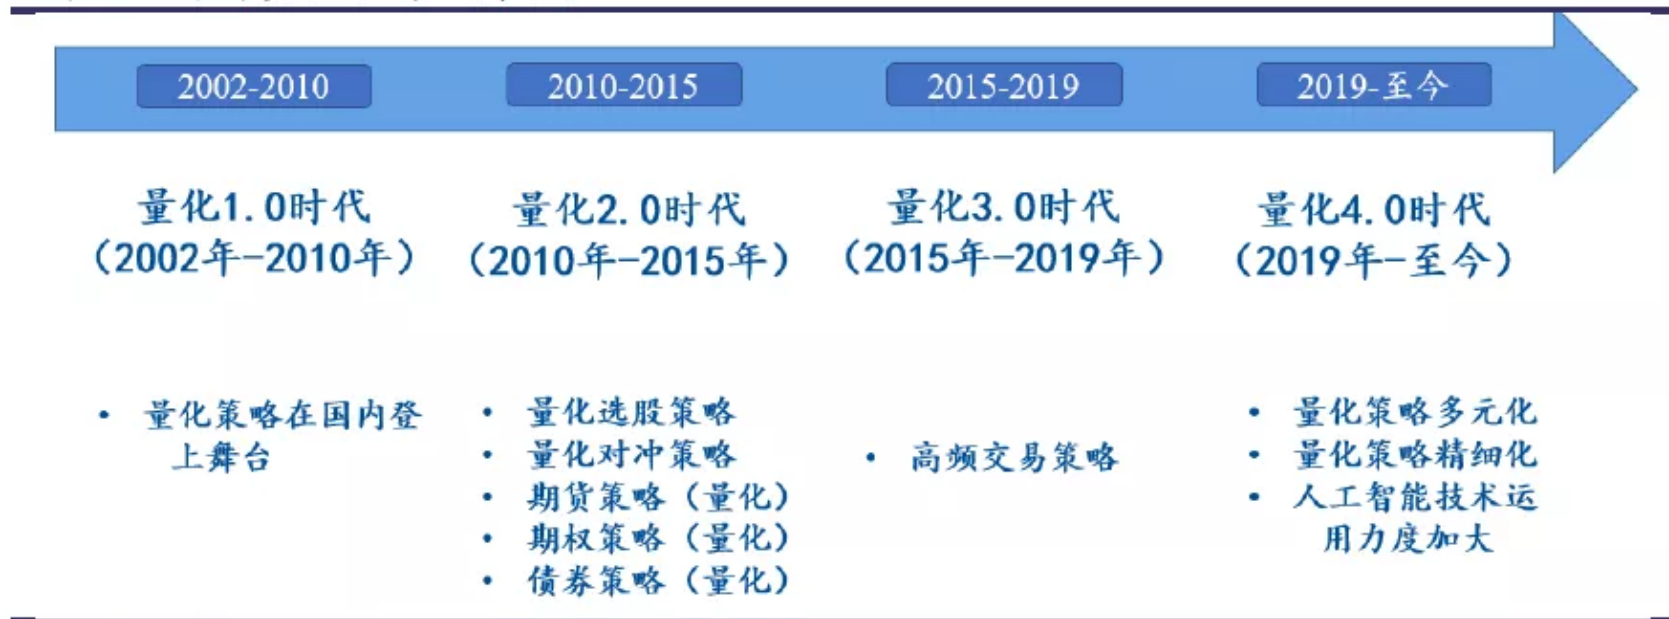 2002-2010
2010-2015
2015-2019
2019-至今
量化1.0时代
（2002年-2010年）
量化2.0时代
（2010年-2015年）
量化3.0时代
（2015年-2019年）
量化4.0时代
（2019年-至今）
• 量化策略在国内登
上舞台
• 量化选股策略
• 量化对冲策略
• 期货策略（量化）
• 期权策略（量化）
• 债券策略（量化）
• 高频交易策略
• 量化策略多元化
• 量化策略精细化
• 人工智能技术运
用力度加大